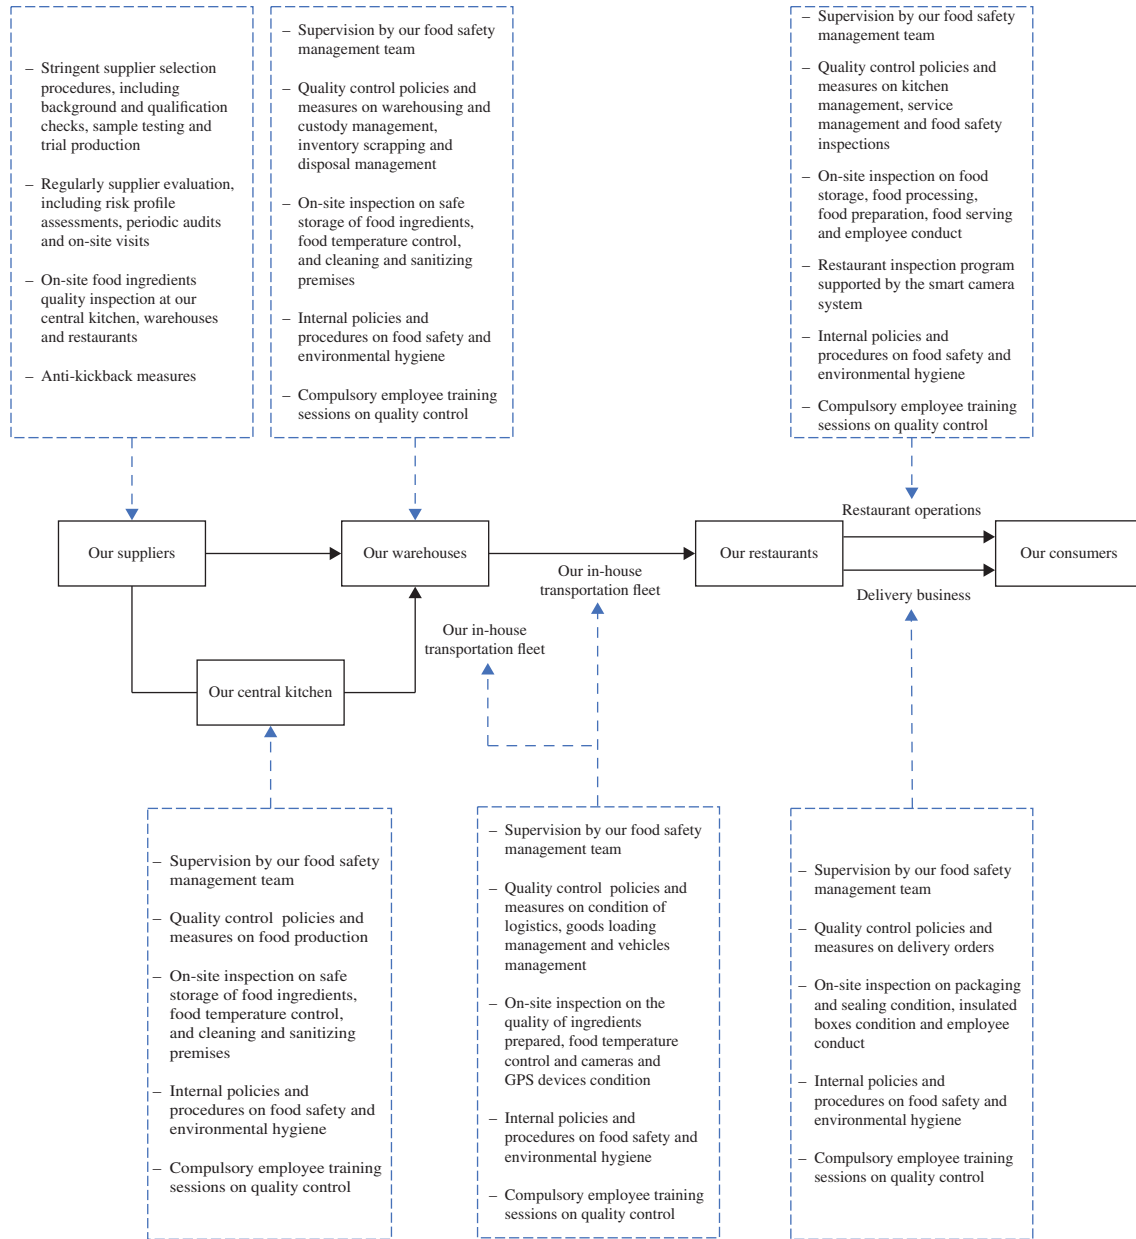 – Stringent supplier selection
procedures, including
background and qualification
checks, sample testing and
trial production
– Regularly supplier evaluation,
including risk profile
assessments, periodic audits
and on-site visits
– On-site food ingredients
quality inspection at our
central kitchen, warehouses
and restaurants
– Anti-kickback measures
– Supervision by our food safety
management team
– Quality control policies and
measures on warehousing and
custody management,
inventory scrapping and
disposal management
– On-site inspection on safe
storage of food ingredients,
food temperature control,
and cleaning and sanitizing
premises
– Internal policies and
procedures on food safety and
environmental hygiene
– Compulsory employee training
sessions on quality control
– Supervision by our food safety
management team
– Quality control policies and
measures on kitchen
management, service
management and food safety
inspections
– On-site inspection on food
storage, food processing,
food preparation, food serving
and employee conduct
– Restaurant inspection program
supported by the smart camera
system
– Internal policies and
procedures on food safety and
environmental hygiene
– Compulsory employee training
sessions on quality control
Our suppliers
Our warehouses
Our in-house
transportation fleet
Our restaurants
Restaurant operations
Delivery business
Our consumers
Our in-house
transportation fleet
Our central kitchen
– Supervision by our food safety
management team
– Quality control policies and
measures on food production
– On-site inspection on safe
storage of food ingredients,
food temperature control,
and cleaning and sanitizing
premises
– Internal policies and
procedures on food safety and
environmental hygiene
– Compulsory employee training
sessions on quality control
– Supervision by our food safety
management team
– Quality control policies and
measures on condition of
logistics, goods loading
management and vehicles
management
– On-site inspection on the
quality of ingredients
prepared, food temperature
control and cameras and
GPS devices condition
– Internal policies and
procedures on food safety and
environmental hygiene
– Compulsory employee training
sessions on quality control
– Supervision by our food safety
management team
– Quality control policies and
measures on delivery orders
– On-site inspection on packaging
and sealing condition, insulated
boxes condition and employee
conduct
– Internal policies and
procedures on food safety and
environmental hygiene
– Compulsory employee training
sessions on quality control